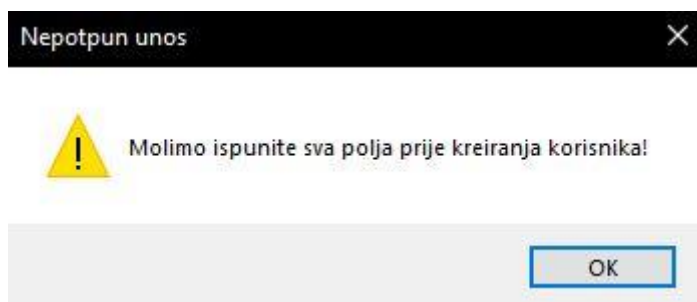 Nepotpun unos
Molimo ispunite sva polja prije kreiranja korisnika!
OK